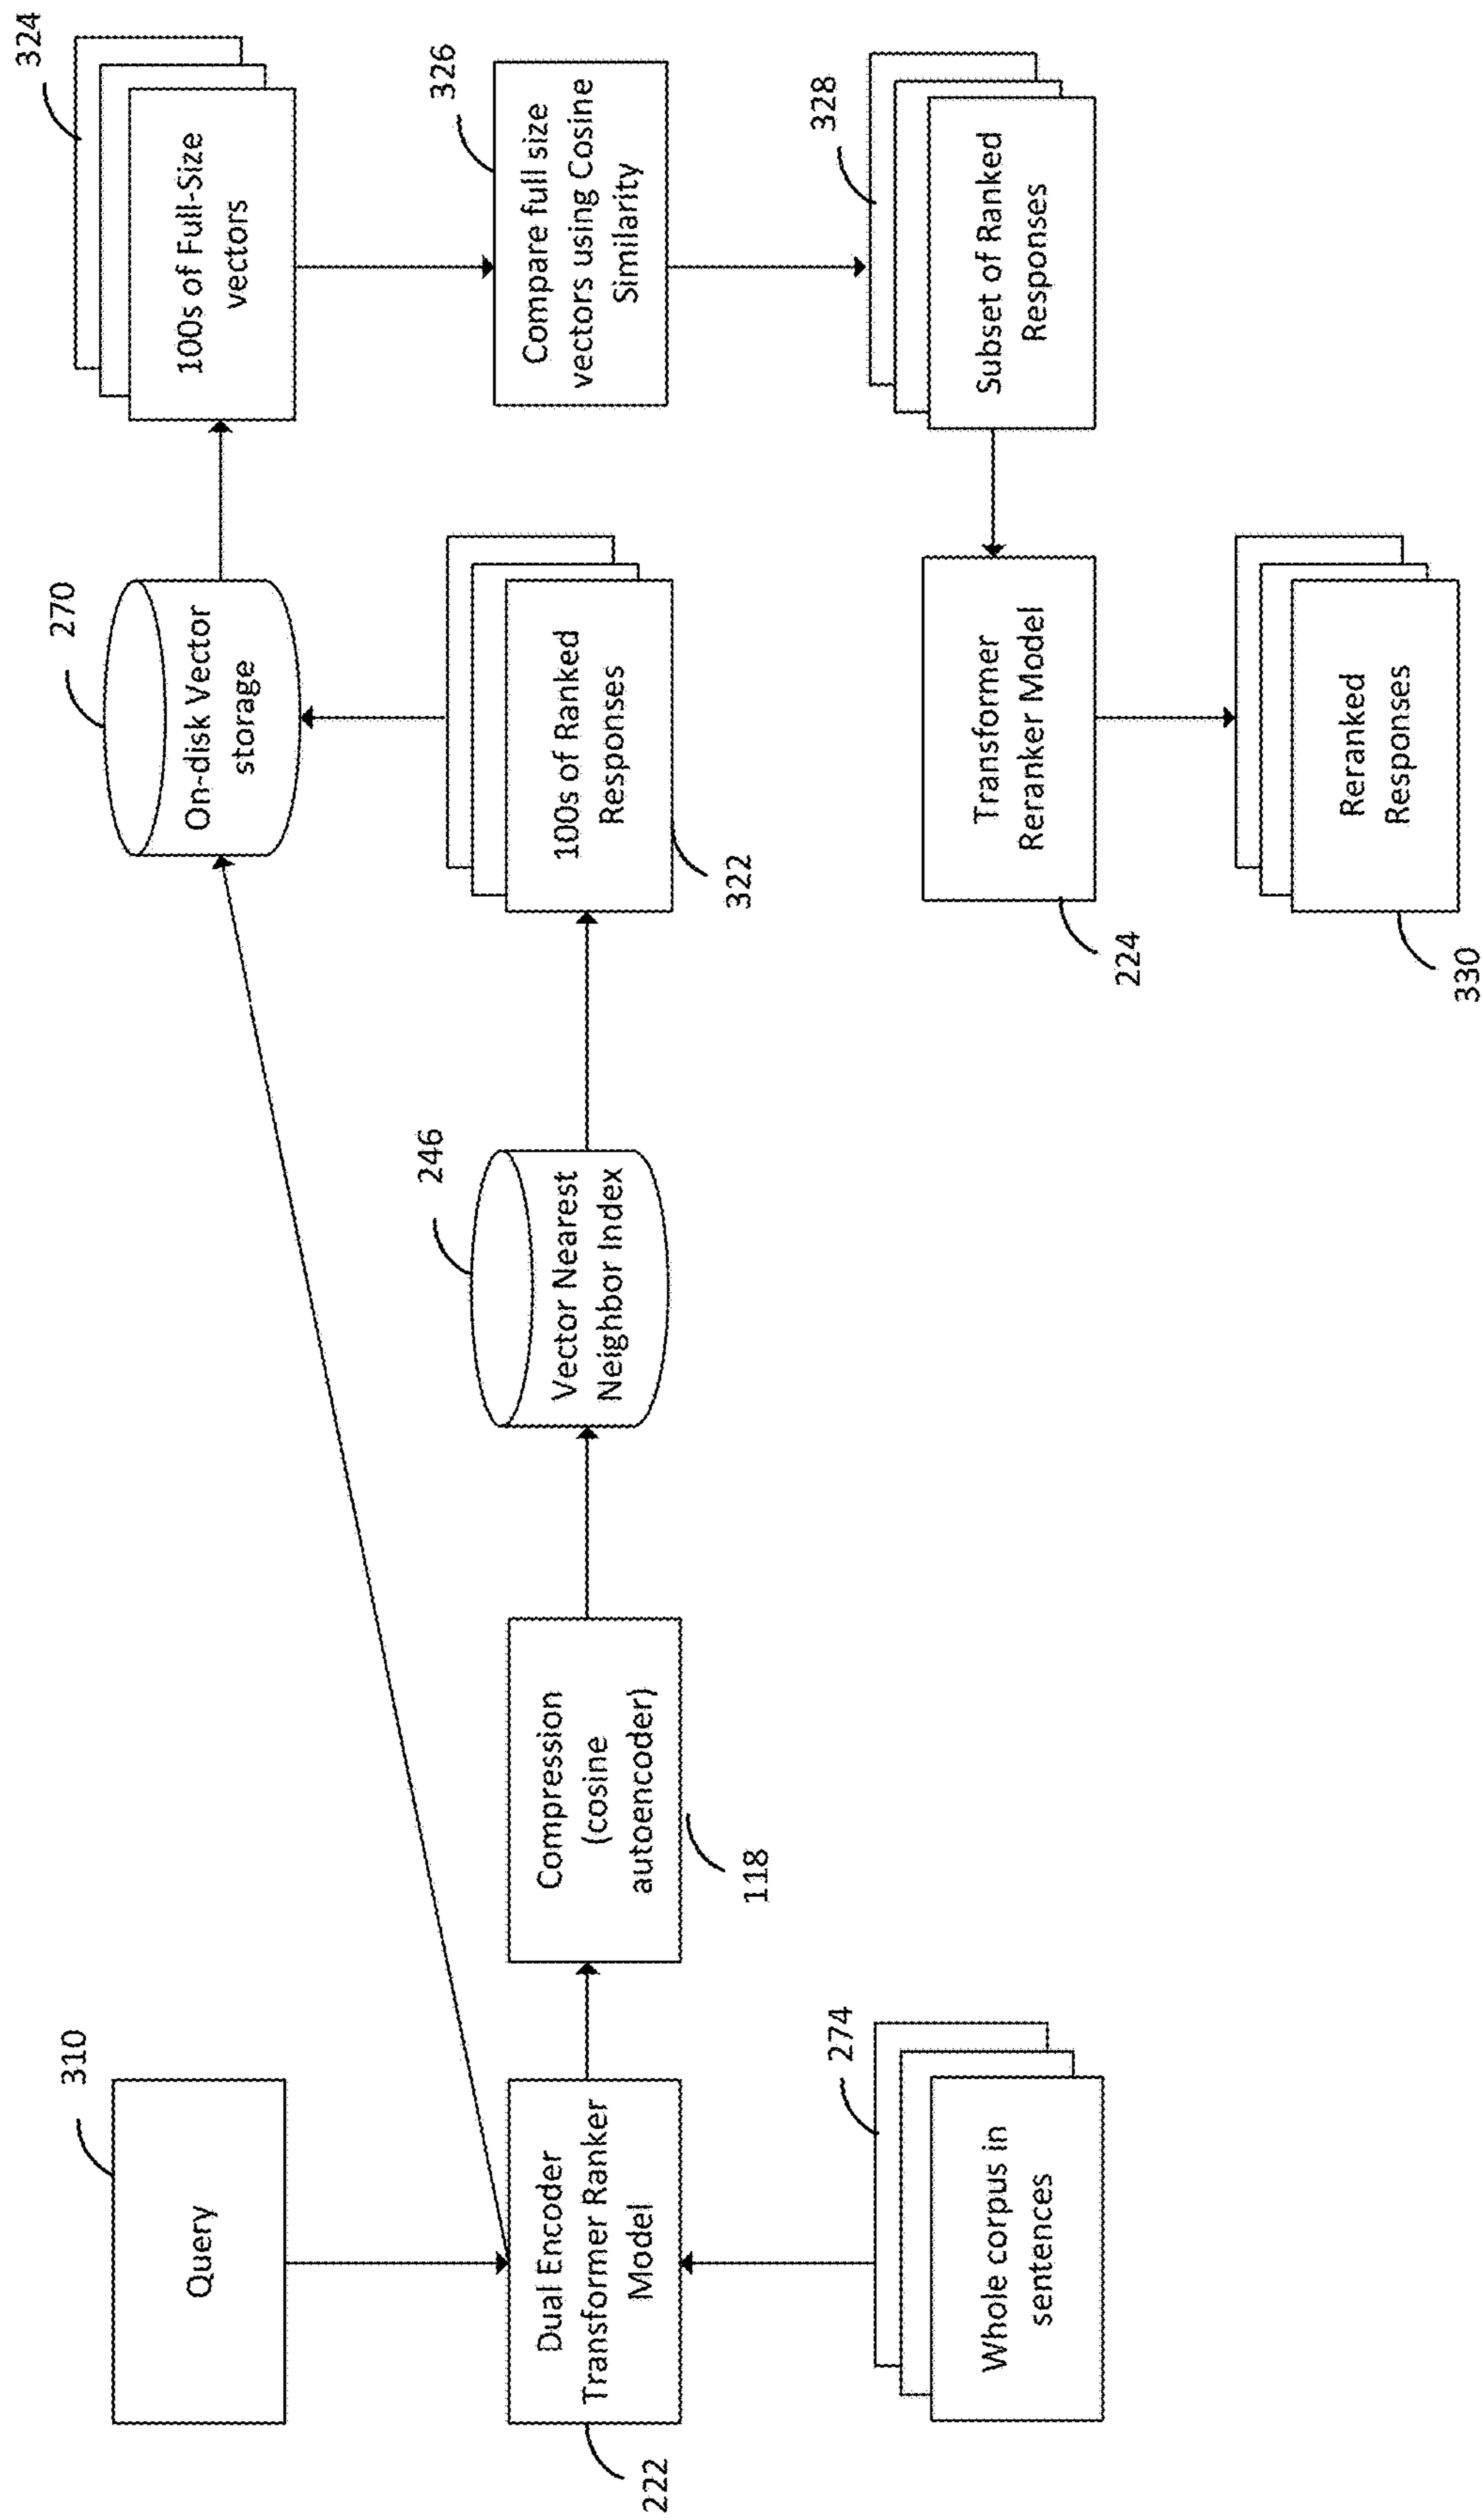 310
Query
222
Dual Encoder
Transformer Ranker
Model
274
Whole corpus in
sentences
118
Compression
(cosine
autoencoder)
246
Vector Nearest
Neighbor Index
322
100s of Ranked
Responses
270
On-disk Vector
storage
324
100s of Full-Size
vectors
326
Compare full size
vectors using Cosine
Similarity
328
Subset of Ranked
Responses
224
Transformer
Reranker Model
330
Reranked
Responses